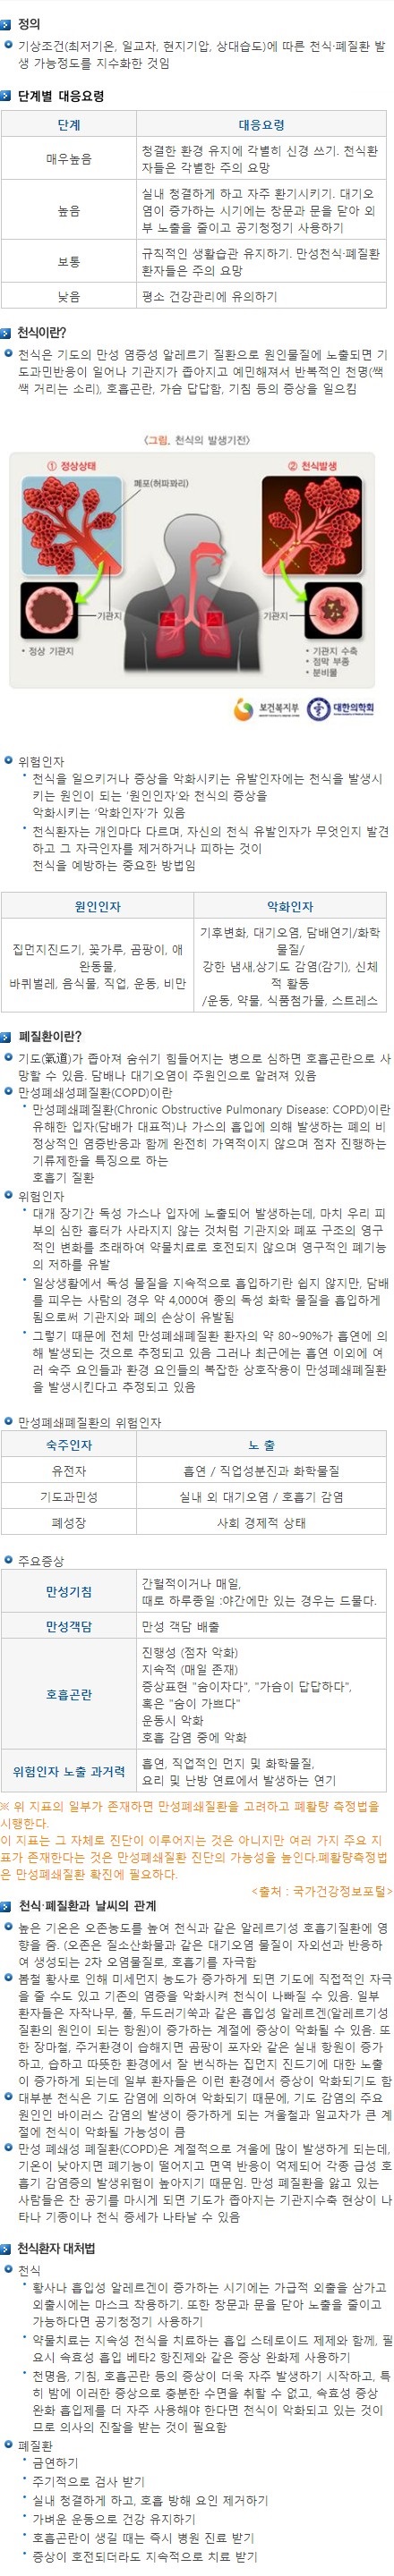 정의
기상조건(최저기온, 일교차, 현지기압, 상대습도)에 따른 천식·폐질환 발
생 가능정도를 지수화한 것임
단계별 대응요령
단계 대응요령
매우높음 청결한 환경 유지에 각별히 신경 쓰기. 천식환
자들은 각별한 주의 요망
높음 실내 청결하게 하고 자주 환기시키기. 대기오
염이 증가하는 시기에는 창문과 문을 닫아 외
부 노출을 줄이고 공기청정기 사용하기
보통 규칙적인 생활습관 유지하기. 만성천식·폐질환
환자들은 주의 요망
낮음 평소 건강관리에 유의하기
천식이란?
천식은 기도의 만성 염증성 알레르기 질환으로 원인물질에 노출되면 기
도과민반응이 일어나 기관지가 좁아지고 예민해져서 반복적인 천명(쌕
쌕 거리는 소리), 호흡곤란, 가슴 답답함, 기침 등의 증상을 일으킴
<그림. 천식의 발생기전>
① 정상상태
② 천식발생
폐포(허파꽈리)
기관지
기관지
• 정상 기관지
• 기관지 수축
• 점막 부종
• 분비물
보건복지부 대한의학회
위험인자
천식을 일으키거나 증상을 악화시키는 유발인자에는 천식을 발생시
키는 원인이 되는 '원인인자'와 천식의 증상을
악화시키는 '악화인자'가 있음
천식환자는 개인마다 다르며, 자신의 천식 유발인자가 무엇인지 발견
하고 그 자극인자를 제거하거나 피하는 것이
천식을 예방하는 중요한 방법임
원인인자 악화인자
집먼지진드기, 꽃가루, 곰팡이, 애
완동물,
바퀴벌레, 음식물, 직업, 운동, 비만
기후변화, 대기오염, 담배연기/화학
물질/
강한 냄새,상기도 감염(감기), 신체
적 활동
/운동, 약물, 식품첨가물, 스트레스
폐질환이란?
기도(氣道)가 좁아져 숨쉬기 힘들어지는 병으로 심하면 호흡곤란으로 사
망할 수 있음. 담배나 대기오염이 주원인으로 알려져 있음
만성폐쇄성폐질환(COPD)이란
만성폐쇄폐질환(Chronic Obstructive Pulmonary Disease: COPD)이란
유해한 입자(담배가 대표적)나 가스의 흡입에 의해 발생하는 폐의 비
정상적인 염증반응과 함께 완전히 가역적이지 않으며 점차 진행하는
기류제한을 특징으로 하는
호흡기 질환
위험인자
대개 장기간 독성 가스나 입자에 노출되어 발생하는데, 마치 우리 피
부의 심한 흉터가 사라지지 않는 것처럼 기관지와 폐포 구조의 영구
적인 변화를 초래하여 약물치료로 호전되지 않으며 영구적인 폐기능
의 저하를 유발
일상생활에서 독성 물질을 지속적으로 흡입하기란 쉽지 않지만, 담배
를 피우는 사람의 경우 약 4,000여 종의 독성 화학 물질을 흡입하게
됨으로써 기관지와 폐의 손상이 유발됨
그렇기 때문에 전체 만성폐쇄폐질환 환자의 약 80~90%가 흡연에 의
해 발생되는 것으로 추정되고 있음 그러나 최근에는 흡연 이외에 여
러 숙주 요인들과 환경 요인들의 복잡한 상호작용이 만성폐쇄폐질환
을 발생시킨다고 추정되고 있음
만성폐쇄폐질환의 위험인자
숙주인자 노 출
유전자 흡연 / 직업성분진과 화학물질
기도과민성 실내 외 대기오염 / 호흡기 감염
폐성장 사회 경제적 상태
주요증상
만성기침 간헐적이거나 매일,
때로 하루종일 :야간에만 있는 경우는 드물다.
만성객담 만성 객담 배출
호흡곤란 진행성 (점차 악화)
지속적 (매일 존재)
증상표현 "숨이차다", "가슴이 답답하다",
혹은 "숨이 가쁘다"
운동시 악화
호흡 감염 중에 악화
위험인자 노출 과거력 흡연, 직업적인 먼지 및 화학물질,
요리 및 난방 연료에서 발생하는 연기
※ 위 지표의 일부가 존재하면 만성폐쇄질환을 고려하고 폐활량 측정법을
시행한다.
이 지표는 그 자체로 진단이 이루어지는 것은 아니지만 여러 가지 주요 지
표가 존재한다는 것은 만성폐쇄질환 진단의 가능성을 높인다.폐활량측정법
은 만성폐쇄질환 확진에 필요하다.
<출처 : 국가건강정보포털>
천식·폐질환과 날씨의 관계
높은 기온은 오존농도를 높여 천식과 같은 알레르기성 호흡기질환에 영
향을 줌. (오존은 질소산화물과 같은 대기오염 물질이 자외선과 반응하
여 생성되는 2차 오염물질로, 호흡기를 자극함
봄철 황사로 인해 미세먼지 농도가 증가하게 되면 기도에 직접적인 자극
을 줄 수도 있고 기존의 염증을 악화시켜 천식이 나빠질 수 있음. 일부
환자들은 자작나무, 풀, 두드러기쑥과 같은 흡입성 알레르겐(알레르기성
질환의 원인이 되는 항원)이 증가하는 계절에 증상이 악화될 수 있음. 또
한 장마철, 주거환경이 습해지면 곰팡이 포자와 같은 실내 항원이 증가
하고, 습하고 따뜻한 환경에서 잘 번식하는 집먼지 진드기에 대한 노출
이 증가하게 되는데 일부 환자들은 이런 환경에서 증상이 악화되기도 함
대부분 천식은 기도 감염에 의하여 악화되기 때문에, 기도 감염의 주요
원인인 바이러스 감염의 발생이 증가하게 되는 겨울철과 일교차가 큰 계
절에 천식이 악화될 가능성이 큼
만성 폐쇄성 폐질환(COPD)은 계절적으로 겨울에 많이 발생하게 되는데,
기온이 낮아지면 폐기능이 떨어지고 면역 반응이 억제되어 각종 급성 호
흡기 감염증의 발생위험이 높아지기 때문임. 만성 폐질환을 앓고 있는
사람들은 찬 공기를 마시게 되면 기도가 좁아지는 기관지수축 현상이 나
타나 기종이나 천식 증세가 나타날 수 있음
천식환자 대처법
천식
황사나 흡입성 알레르겐이 증가하는 시기에는 가급적 외출을 삼가고
외출시에는 마스크 착용하기. 또한 창문과 문을 닫아 노출을 줄이고
가능하다면 공기청정기 사용하기
약물치료는 지속성 천식을 치료하는 흡입 스테로이드 제제와 함께, 필
요시 속효성 흡입 베타2 항진제와 같은 증상 완화제 사용하기
천명음, 기침, 호흡곤란 등의 증상이 더욱 자주 발생하기 시작하고, 특
히 밤에 이러한 증상으로 충분한 수면을 취할 수 없고, 속효성 증상
완화 흡입제를 더 자주 사용해야 한다면 천식이 악화되고 있는 것이
므로 의사의 진찰을 받는 것이 필요함
폐질환
금연하기
주기적으로 검사 받기
실내 청결하게 하고, 호흡 방해 요인 제거하기
가벼운 운동으로 건강 유지하기
호흡곤란이 생길 때는 즉시 병원 진료 받기
증상이 호전되더라도 지속적으로 치료 받기